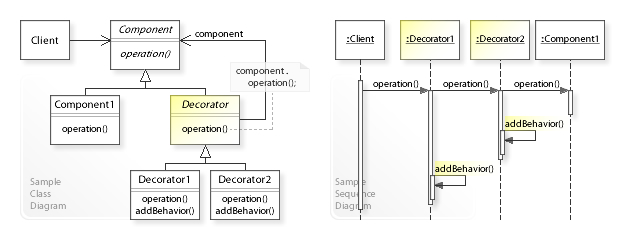 Client
Component
operation()
component
component.
operation();
Component1
operation()
Decorator
operation()
Decorator1
operation()
addBehavior()
Decorator2
operation()
addBehavior()
Sample
Class
Diagram
:Client
:Decorator1
:Decorator2
:Component1
operation()
operation()
operation()
addBehavior()
addBehavior()
Sample
Sequence
Diagram